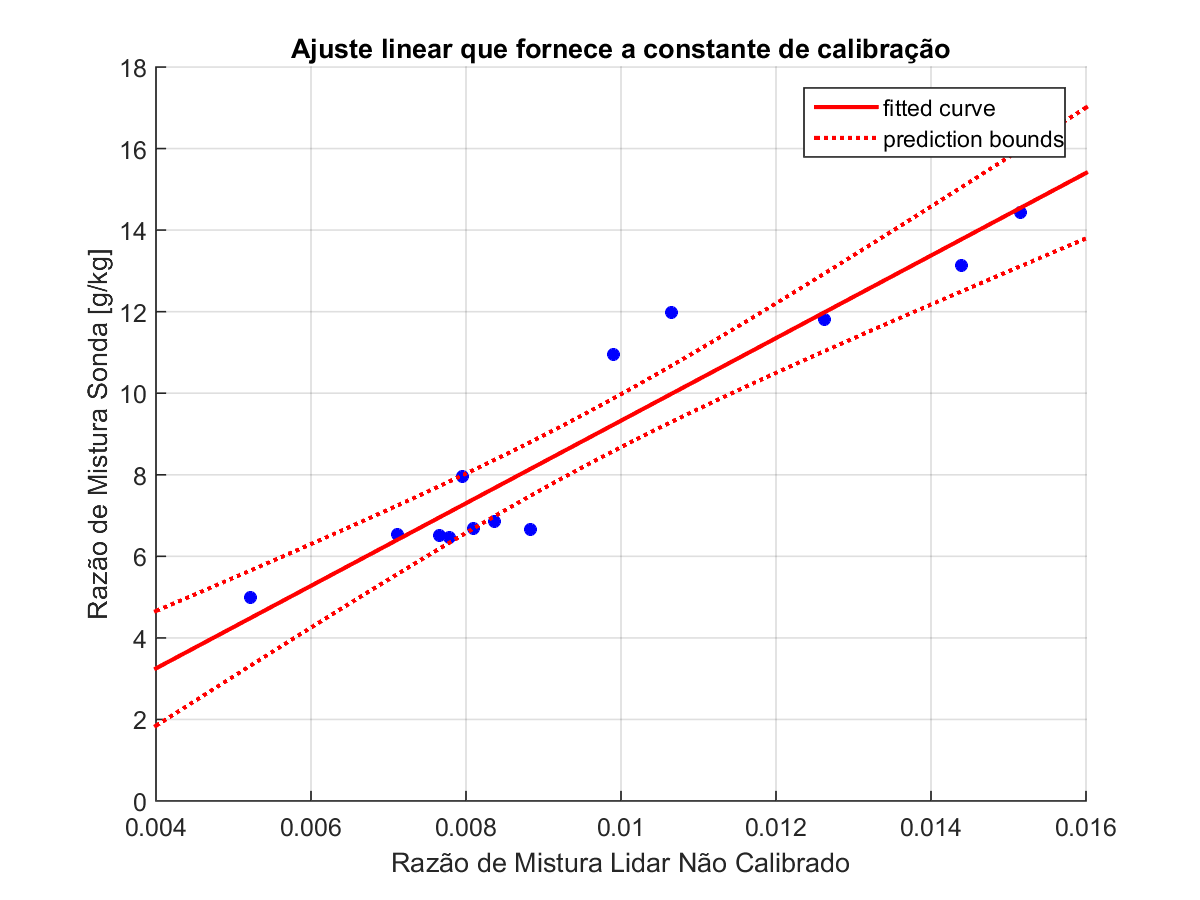 Ajuste linear que fornece a constante de calibração
18
16
14
12
10
8
6
4
2
0
fitted curve
prediction bounds
Razão de Mistura Sonda [g/kg]
0.004 0.006 0.008 0.01 0.012 0.014 0.016
Razão de Mistura Lidar Não Calibrado